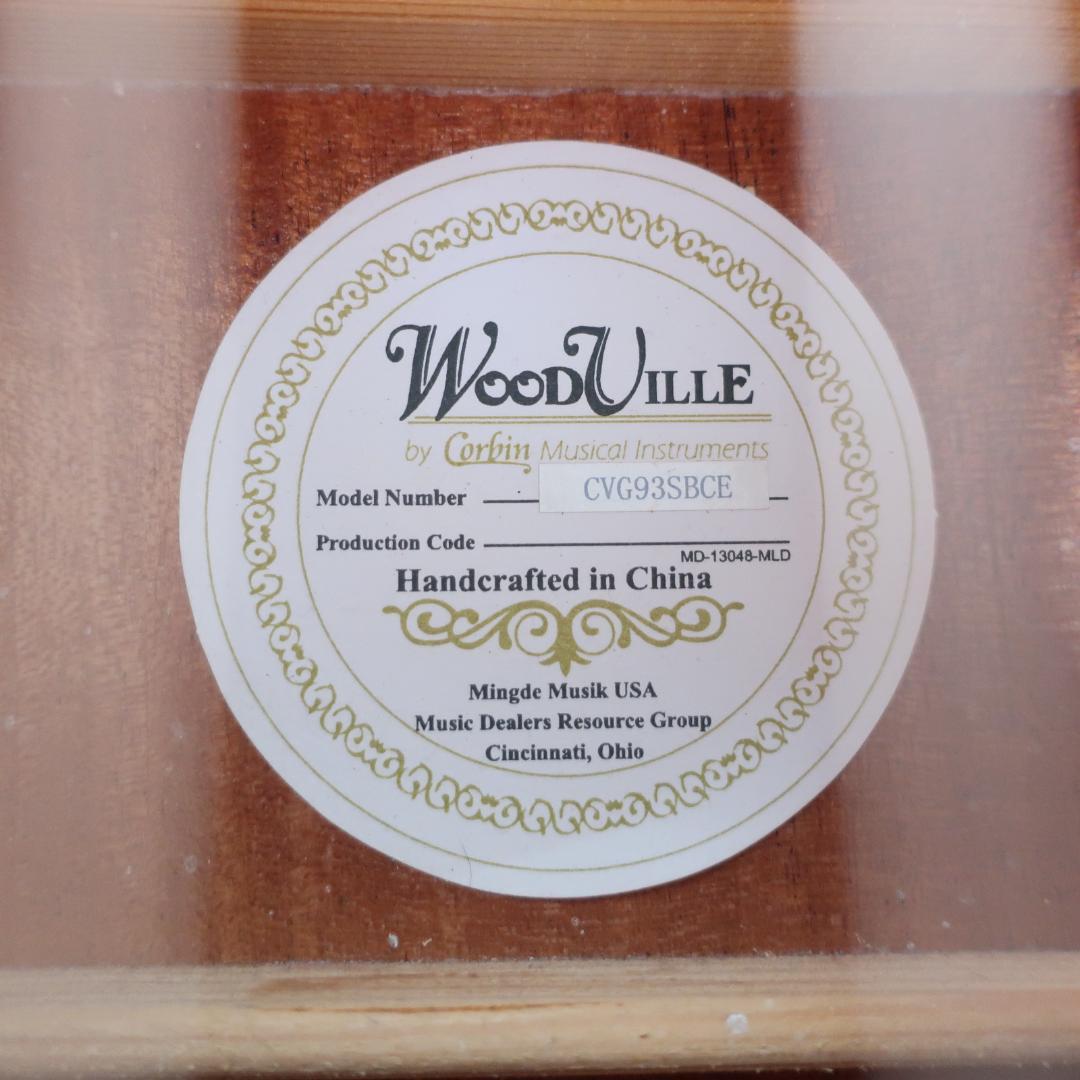 WOODVILLE
by Corbin Musical Instruments
Model Number CVG93SBCE
Production Code
MD-13048-MLD
Handcrafted in China
Mingde Musik USA
Music Dealers Resource Group
Cincinnati, Ohio